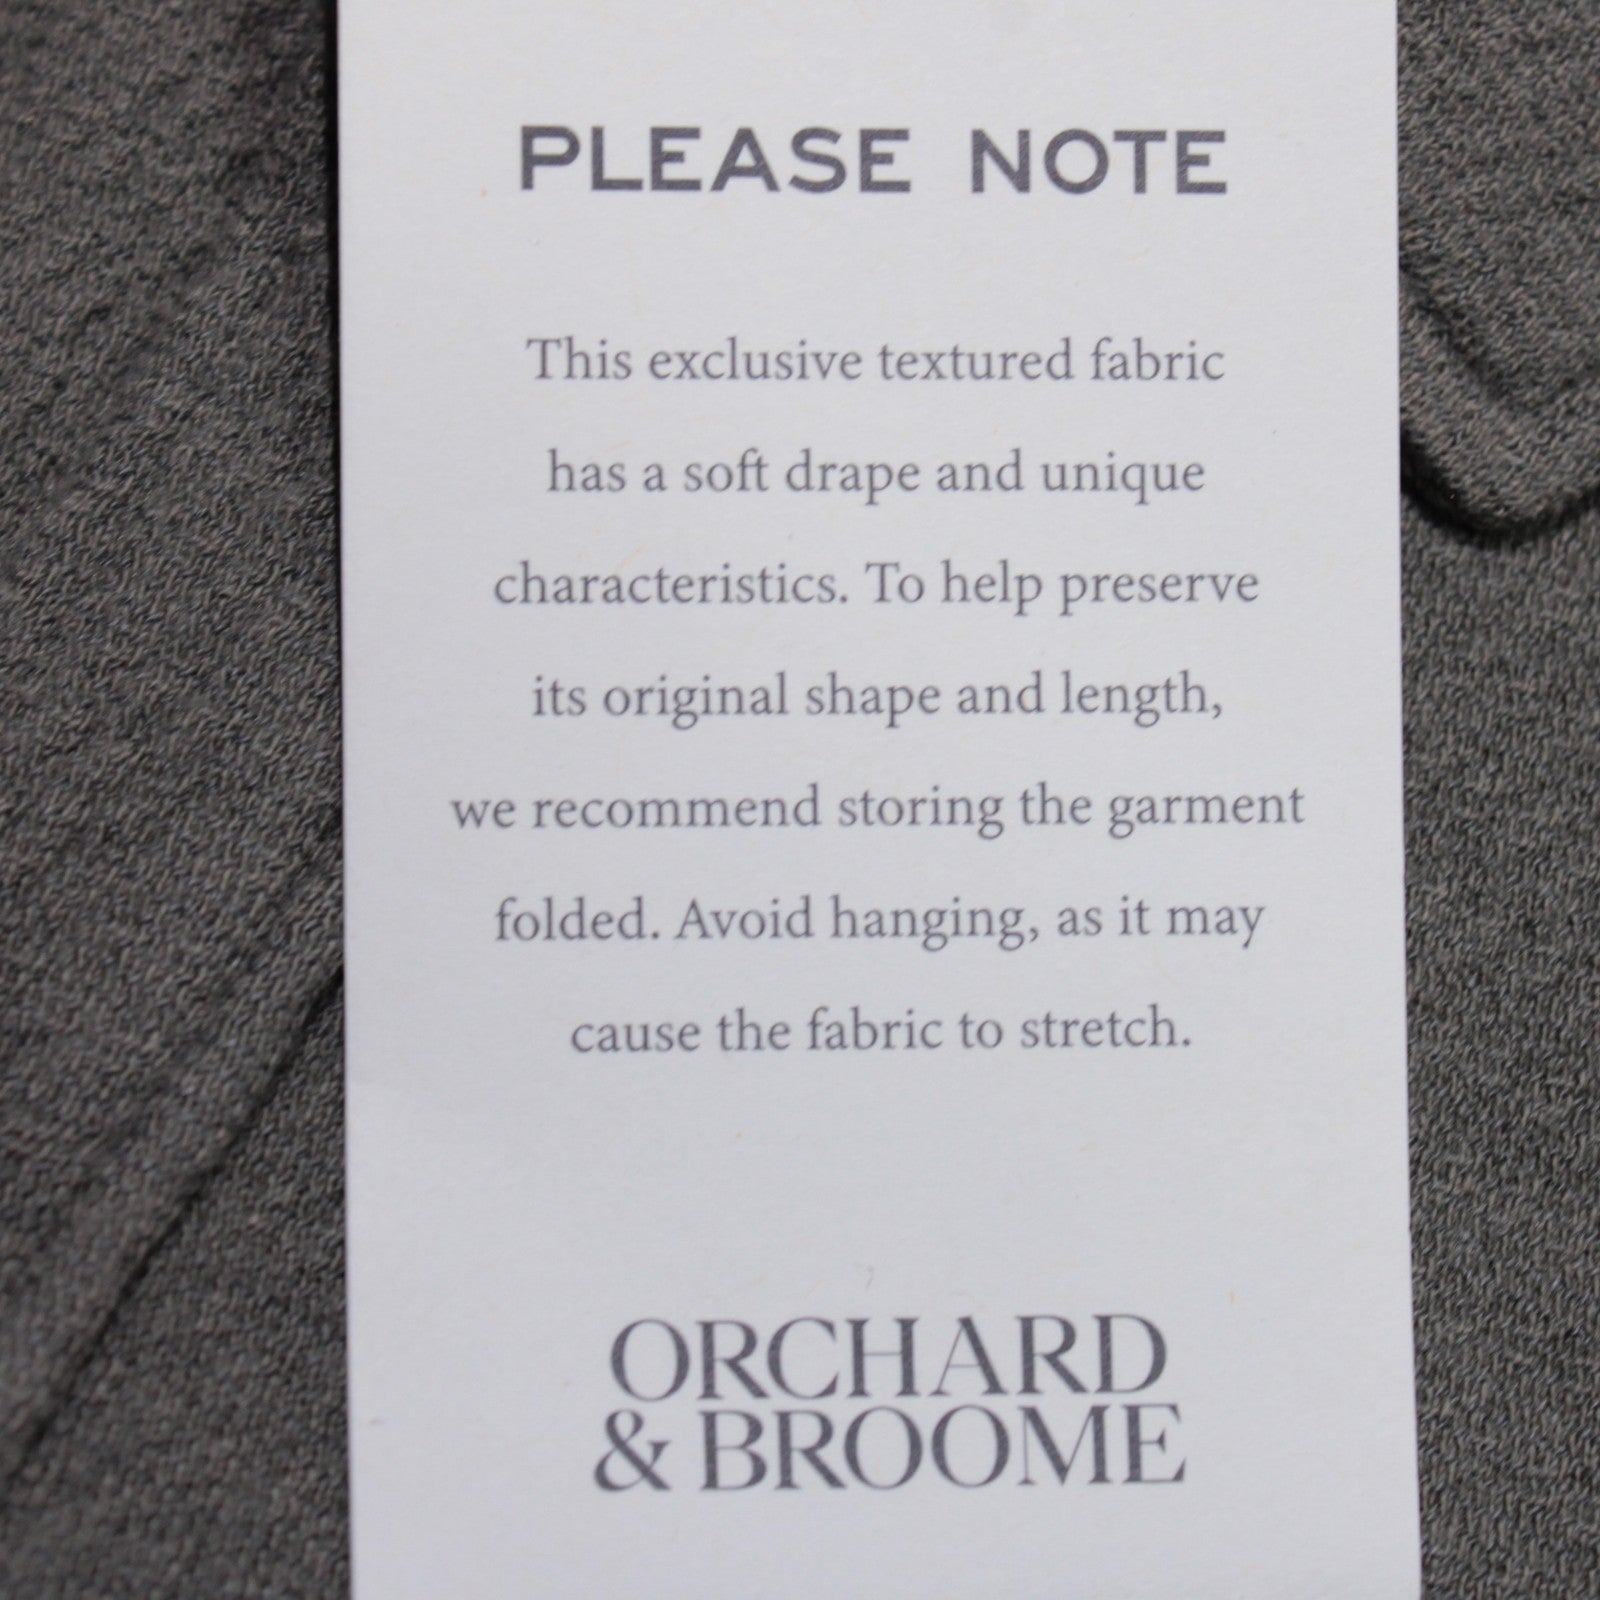 PLEASE NOTE
This exclusive textured fabric
has a soft drape and unique
characteristics. To help preserve
its original shape and length,
we recommend storing the garment
folded. Avoid hanging, as it may
cause the fabric to stretch.
ORCHARD
& BROOME